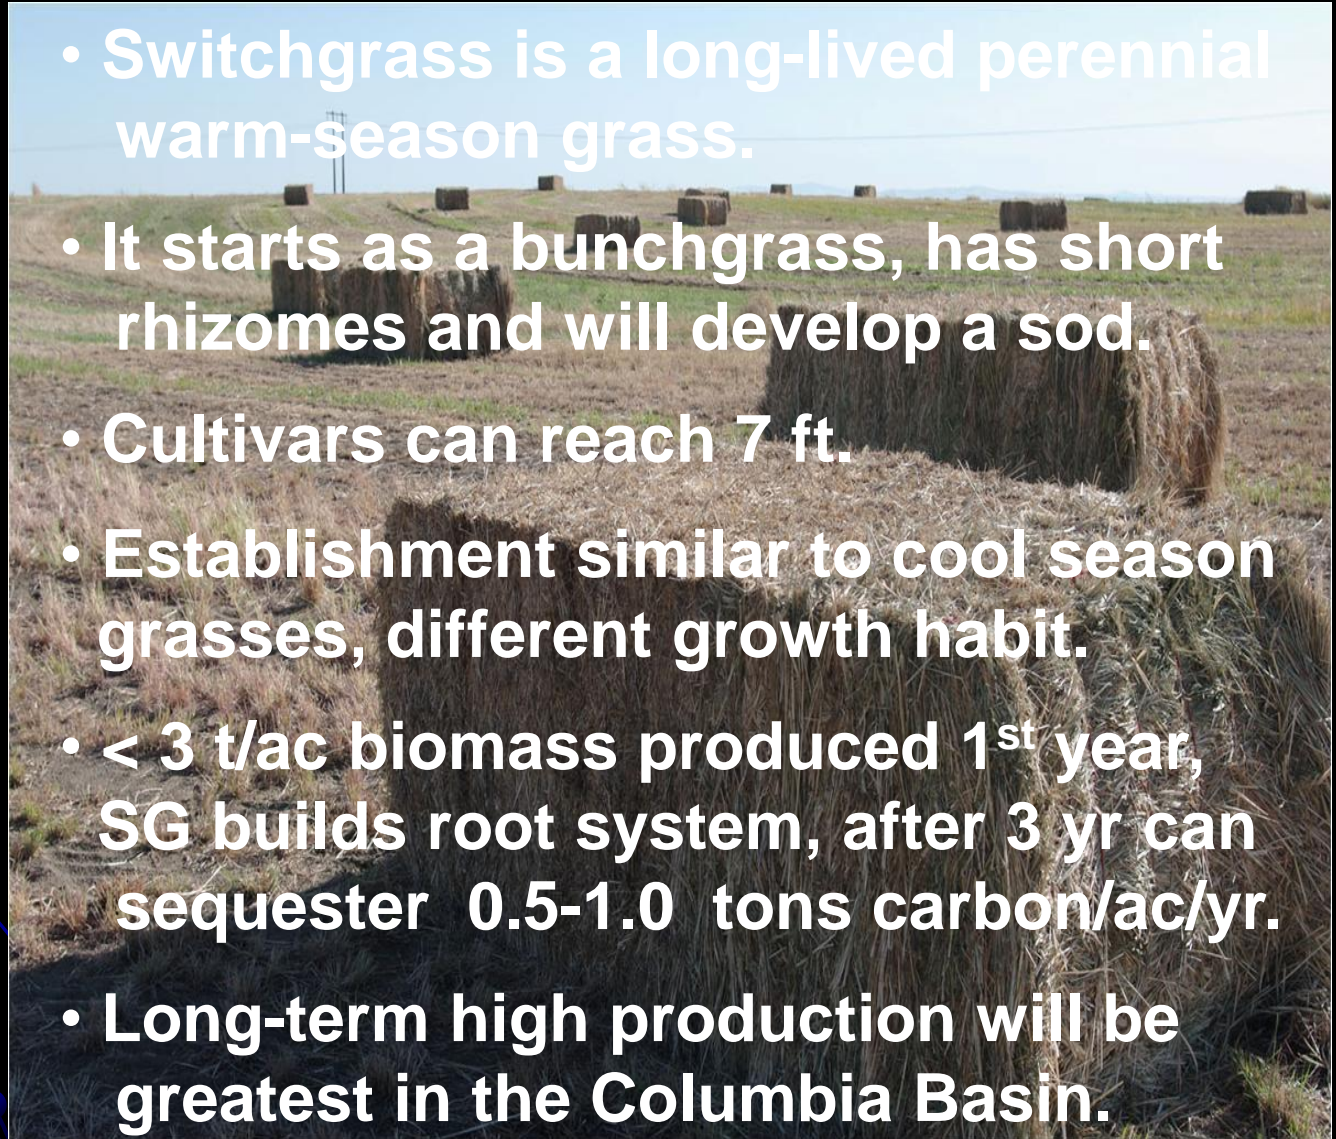 • Switchgrass is a long-lived perennial
warm-season grass.
• It starts as a bunchgrass, has short
rhizomes and will develop a sod.
• Cultivars can reach 7 ft.
• Establishment similar to cool season
grasses, different growth habit.
• < 3 t/ac biomass produced 1st year,
SG builds root system, after 3 yr can
sequester 0.5-1.0 tons carbon/ac/yr.
• Long-term high production will be
greatest in the Columbia Basin.